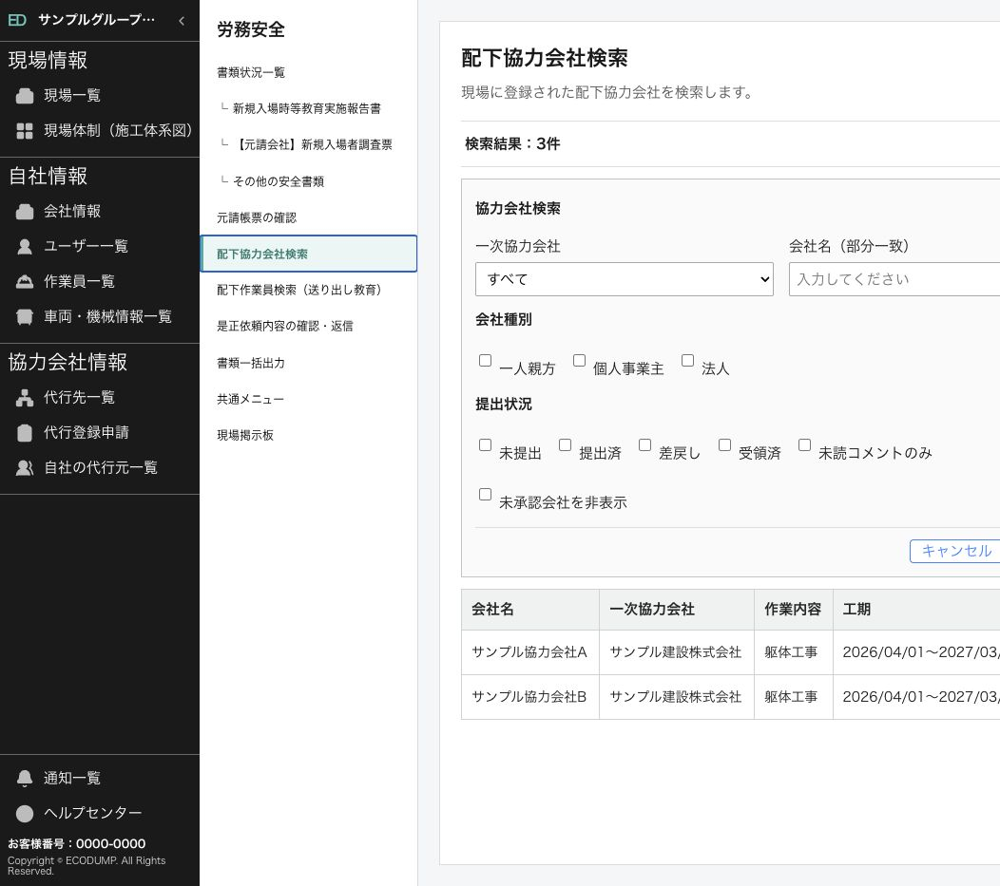 ED サンプルグループ…
現場情報
現場一覧
現場体制（施工体系図）
自社情報
会社情報
ユーザー一覧
作業員一覧
車両・機械情報一覧
協力会社情報
代行先一覧
代行登録申請
自社の代行元一覧
通知一覧
ヘルプセンター
お客様番号：0000-0000
Copyright © ECODUMP. All Rights
Reserved.
労務安全
書類状況一覧
└ 新規入場時等教育実施報告書
└ 【元請会社】新規入場者調査票
└ その他の安全書類
元請帳票の確認
配下協力会社検索
配下作業員検索（送り出し教育）
是正依頼内容の確認・返信
書類一括出力
共通メニュー
現場掲示板
配下協力会社検索
現場に登録された配下協力会社を検索します。
検索結果：3件
協力会社検索
一次協力会社 会社名（部分一致）
すべて 入力してください
会社種別
一人親方 個人事業主 法人
提出状況
未提出 提出済 差戻し 受領済 未読コメントのみ
未承認会社を非表示
キャンセル
会社名 一次協力会社 作業内容 工期
サンプル協力会社A サンプル建設株式会社 躯体工事 2026/04/01〜2027/03/
サンプル協力会社B サンプル建設株式会社 躯体工事 2026/04/01〜2027/03/